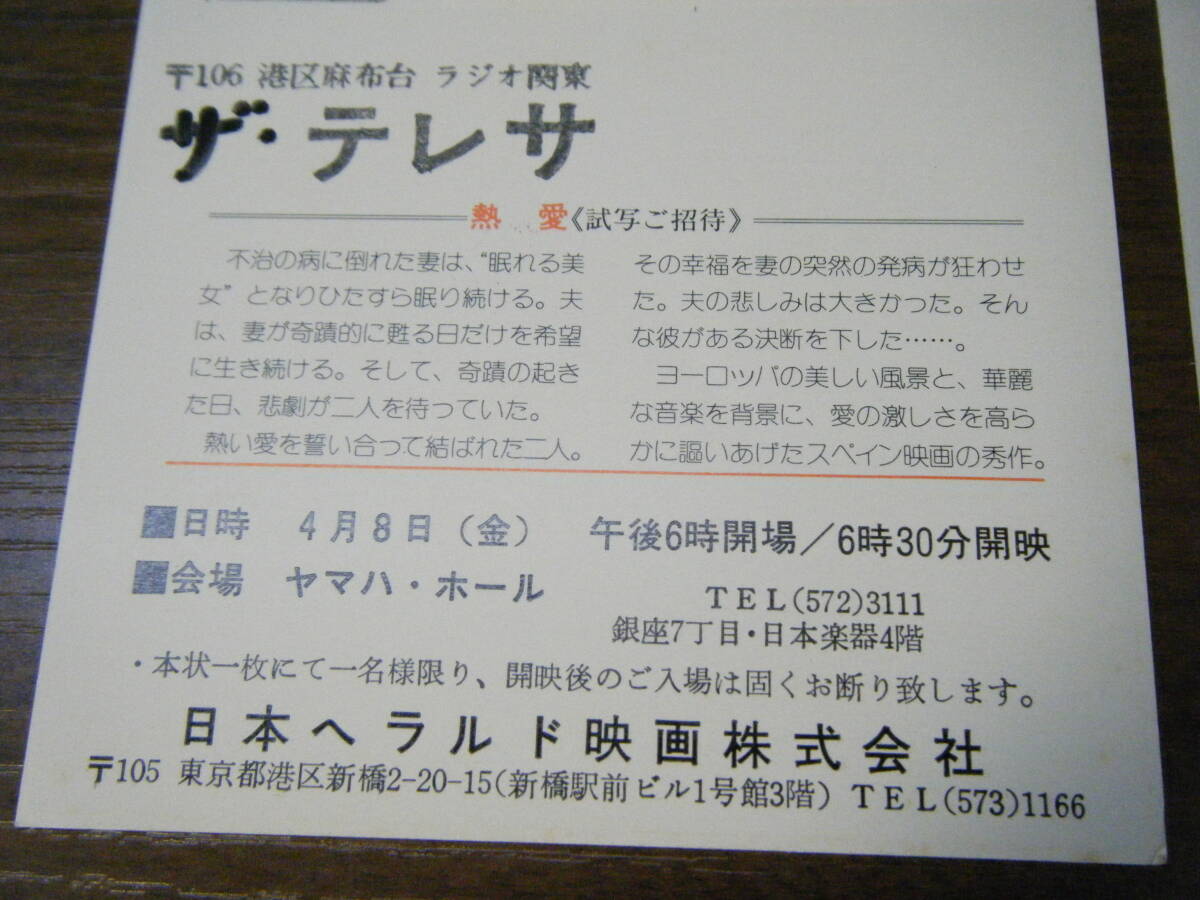 〒106 港区麻布台 ラジオ関東
ザ・テレサ
熱 愛《試写ご招待》
不治の病に倒れた妻は、“眠れる美
女”となりひたすら眠り続ける。夫
は、妻が奇蹟的に甦る日だけを希望
に生き続ける。そして、奇蹟の起き
た日、悲劇が二人を待っていた。
熱い愛を誓い合って結ばれた二人。
その幸福を妻の突然の発病が狂わせ
た。夫の悲しみは大きかった。そん
な彼がある決断を下した……。
ヨーロッパの美しい風景と、華麗
な音楽を背景に、愛の激しさを高ら
かに謳いあげたスペイン映画の秀作。
■日時 4月8日（金） 午後6時開場／6時30分開映
■会場 ヤマハ・ホール
TEL(572)3111
銀座7丁目・日本楽器4階
・本状一枚にて一名様限り、開映後のご入場は固くお断り致します。
日本ヘラルド映画株式会社
〒105 東京都港区新橋2-20-15(新橋駅前ビル1号館3階) TEL(573)1166